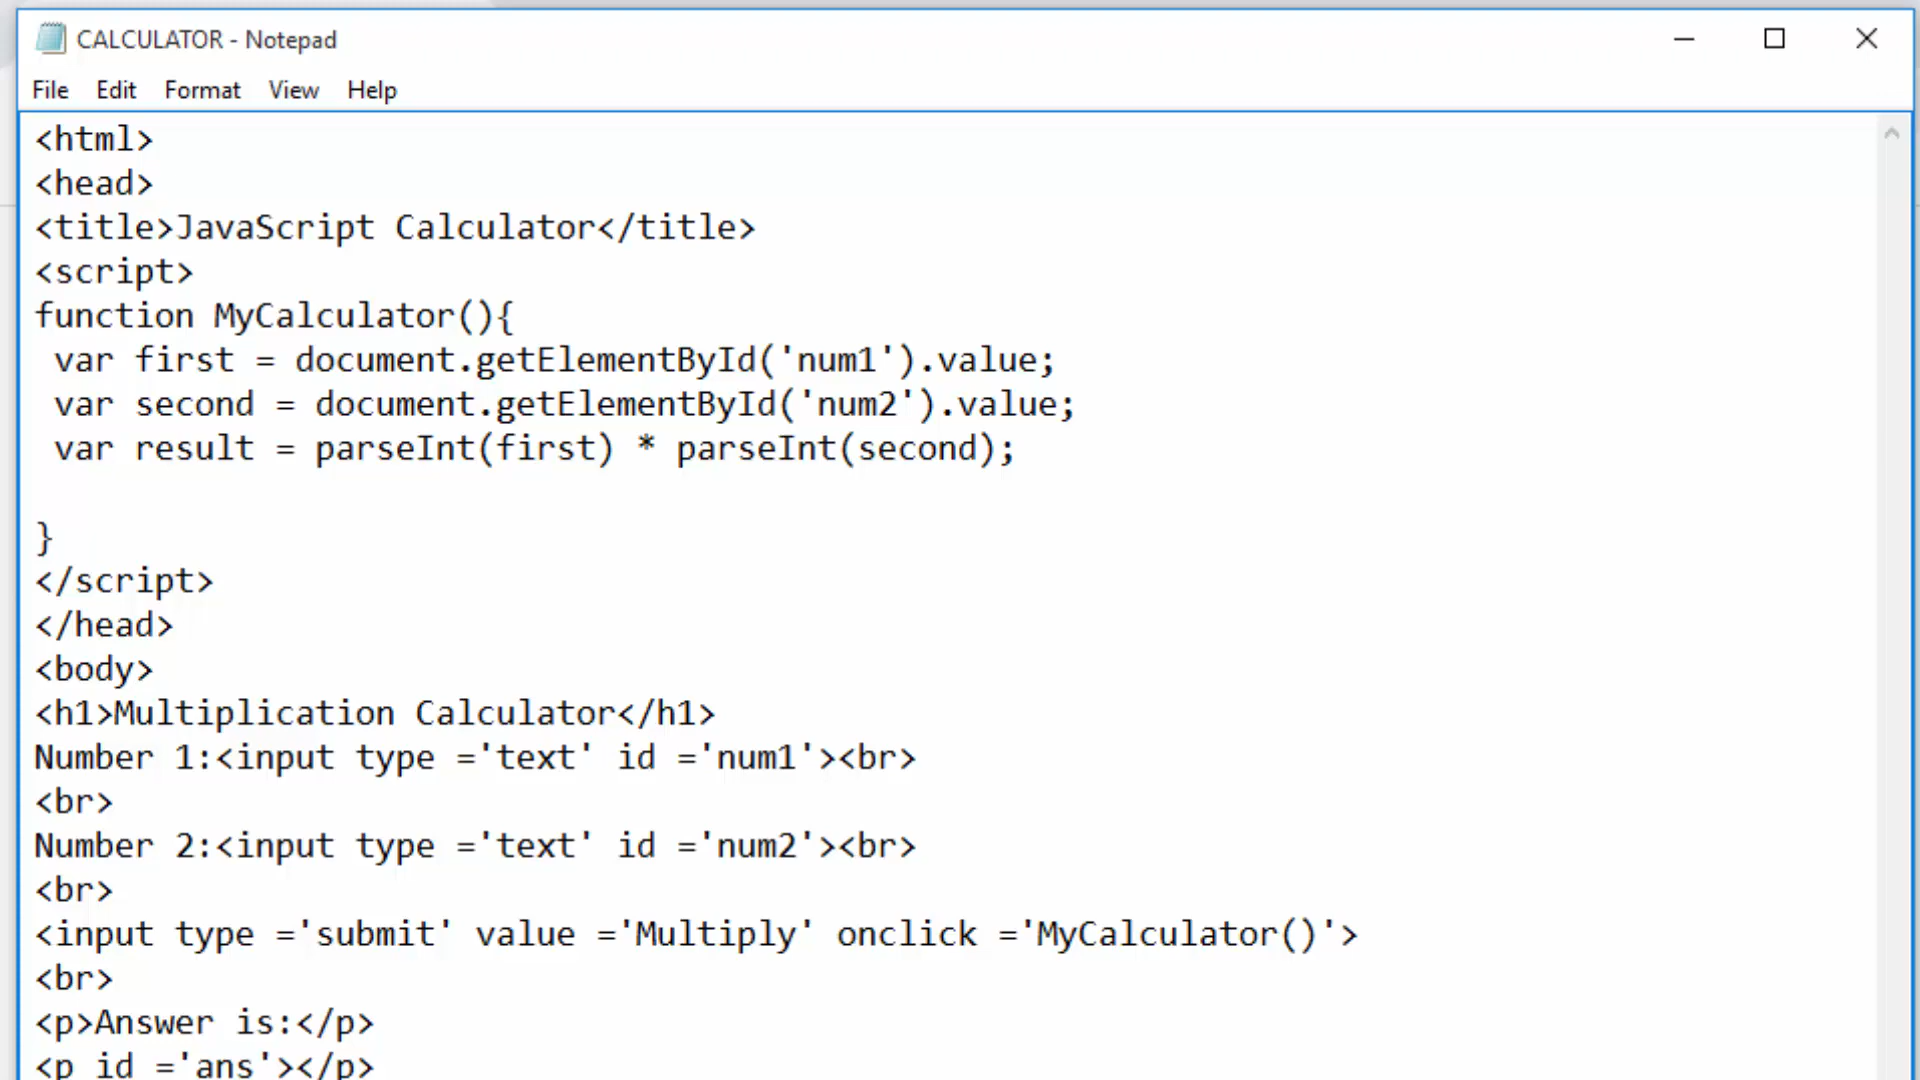 CALCULATOR - Notepad
File Edit Format View Help
<html>
<head>
<title>JavaScript Calculator</title>
<script>
function MyCalculator(){
 var first = document.getElementById('num1').value;
 var second = document.getElementById('num2').value;
 var result = parseInt(first) * parseInt(second);

}
</script>
</head>
<body>
<h1>Multiplication Calculator</h1>
Number 1:<input type ='text' id ='num1'><br>
<br>
Number 2:<input type ='text' id ='num2'><br>
<br>
<input type ='submit' value ='Multiply' onclick ='MyCalculator()'>
<br>
<p>Answer is:</p>
<p id ='ans'></p>